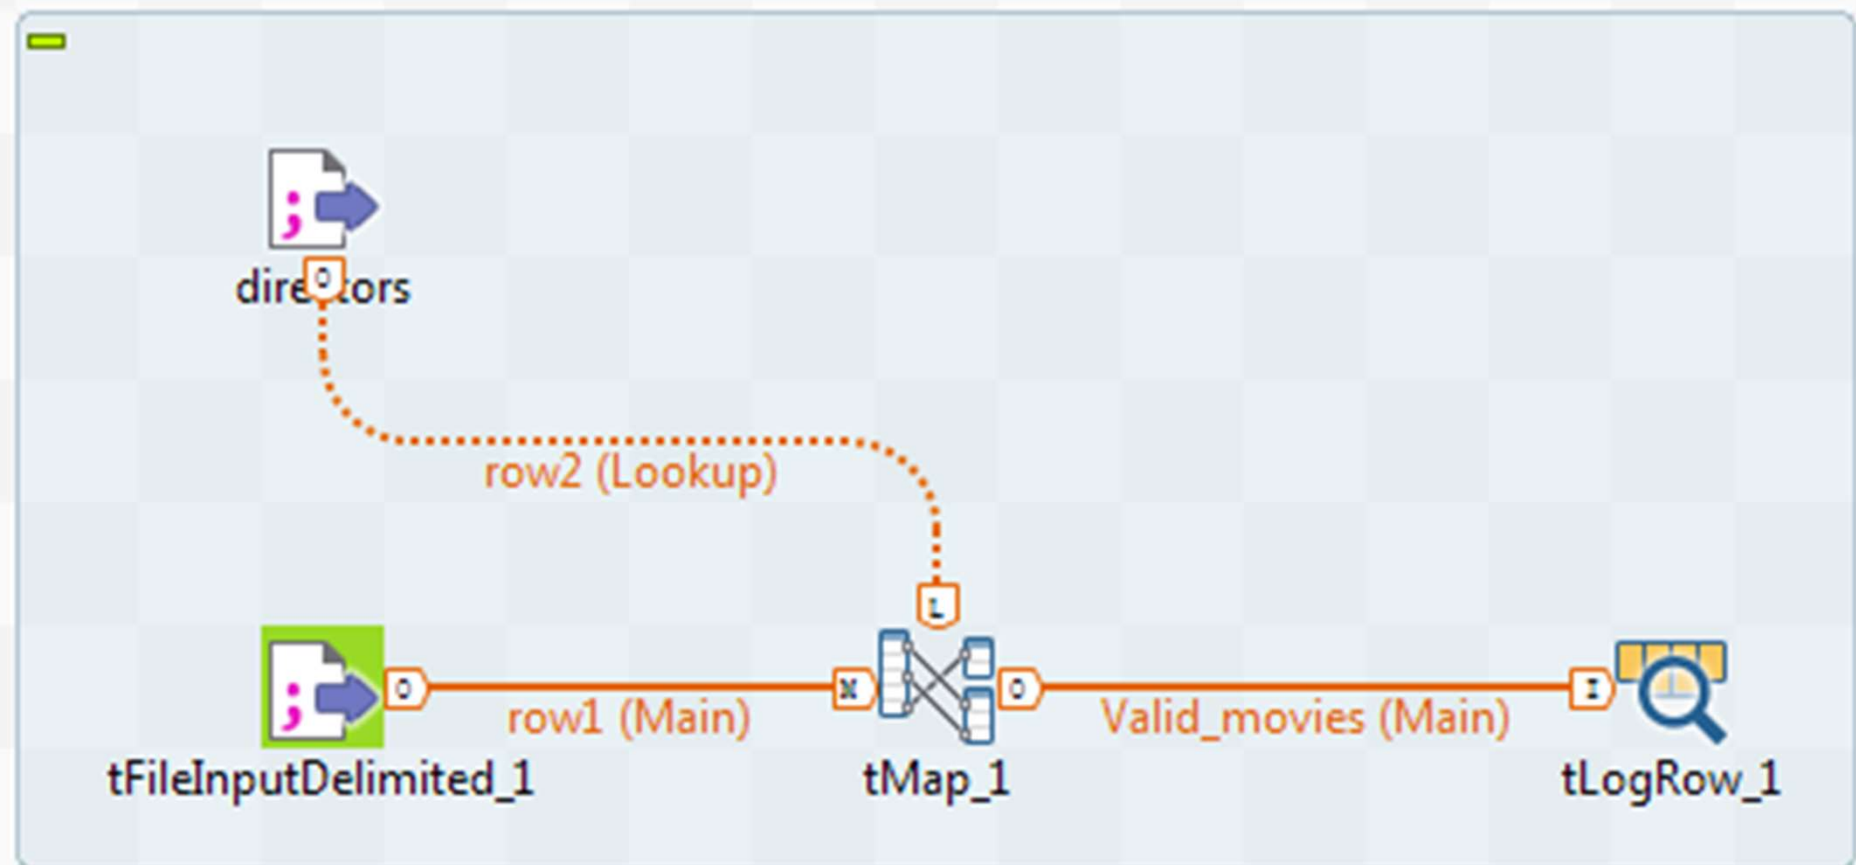 directors
O
row2 (Lookup)
L
O
row1 (Main)
M
O
Valid_movies (Main)
I
tFileInputDelimited_1
tMap_1
tLogRow_1